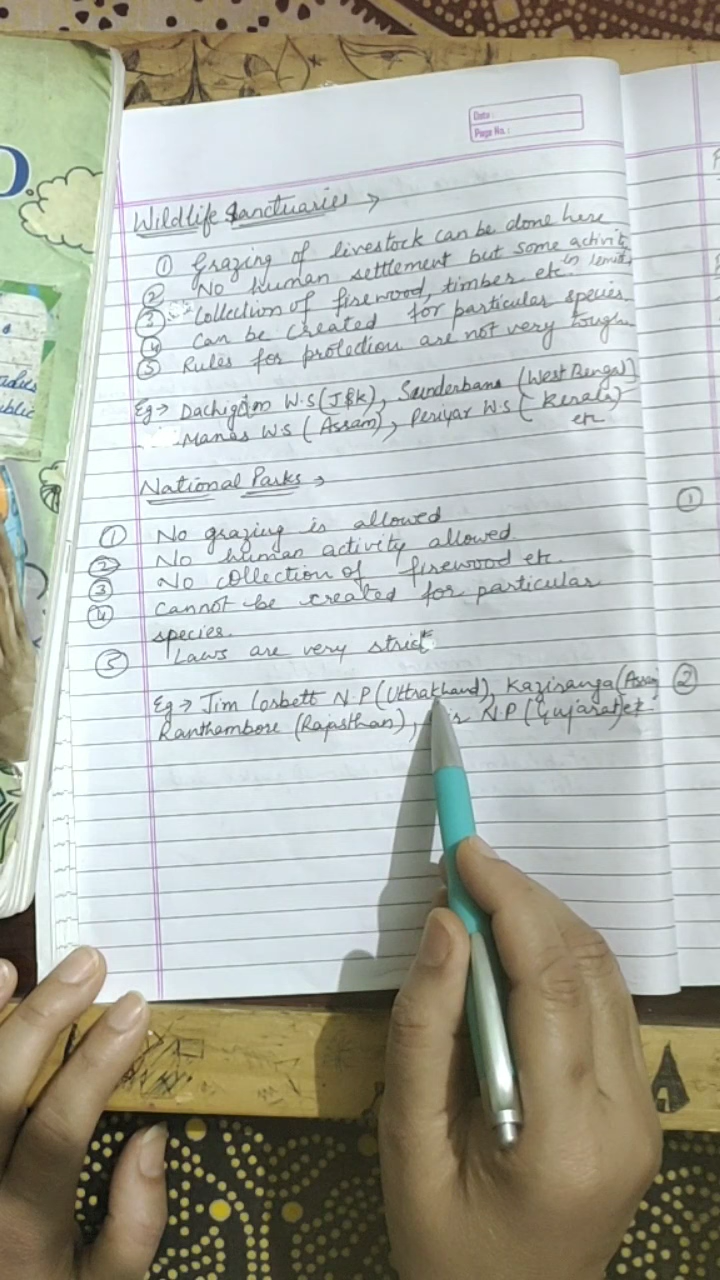 O
Date :
Page No. :
Wildlife Sanctuaries →
① Grazing of livestock can be done here
② No human settlement but some activity
in limits
③ Collection of firewood, timber etc.
④ Can be created for particular species
⑤ Rules for protection are not very tough
Eg → Dachigam W.S (J&K), Sunderbans (West Bengal)
Manas W.S (Assam), Periyar W.S (Kerala)
etc
National Parks →
① No grazing is allowed
② No human activity allowed
③ No collection of firewood etc
④ Cannot be created for particular
species.
⑤ Laws are very strict
Eg → Jim Corbett N.P (Uttrakhand), Kaziranga (Assam
Ranthambore (Rajasthan), N.P (Gujarat) etc.
①
②